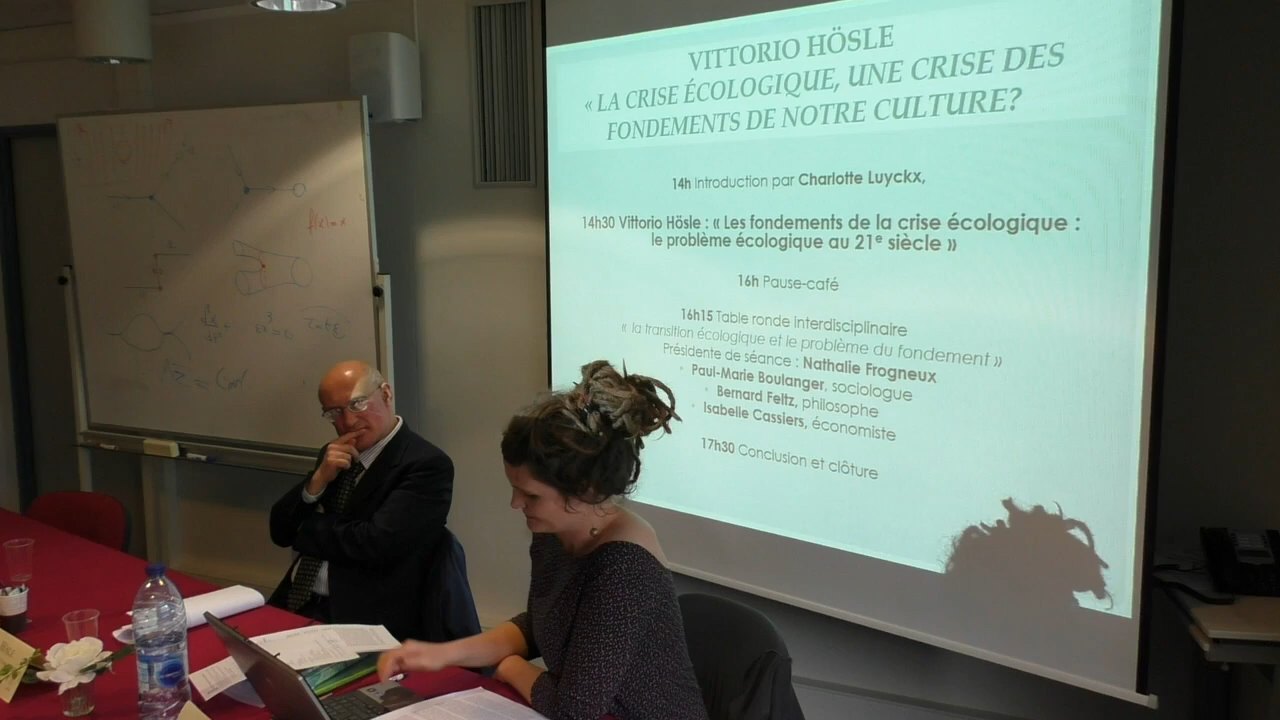 VITTORIO HÖSLE
« LA CRISE ÉCOLOGIQUE, UNE CRISE DES
FONDEMENTS DE NOTRE CULTURE?
14h introduction par Charlotte Luyckx,
14h30 Vittorio Hösle : « Les fondements de la crise écologique :
le problème écologique au 21e siècle »
16h Pause-café
16h15 Table ronde interdisciplinaire
« la transition écologique et le problème du fondement »
Présidente de séance : Nathalie Frogneux
• Paul-Marie Boulanger, sociologue
• Bernard Feltz, philosophe
• Isabelle Cassiers, économiste
17h30 Conclusion et clôture
f(x)=x